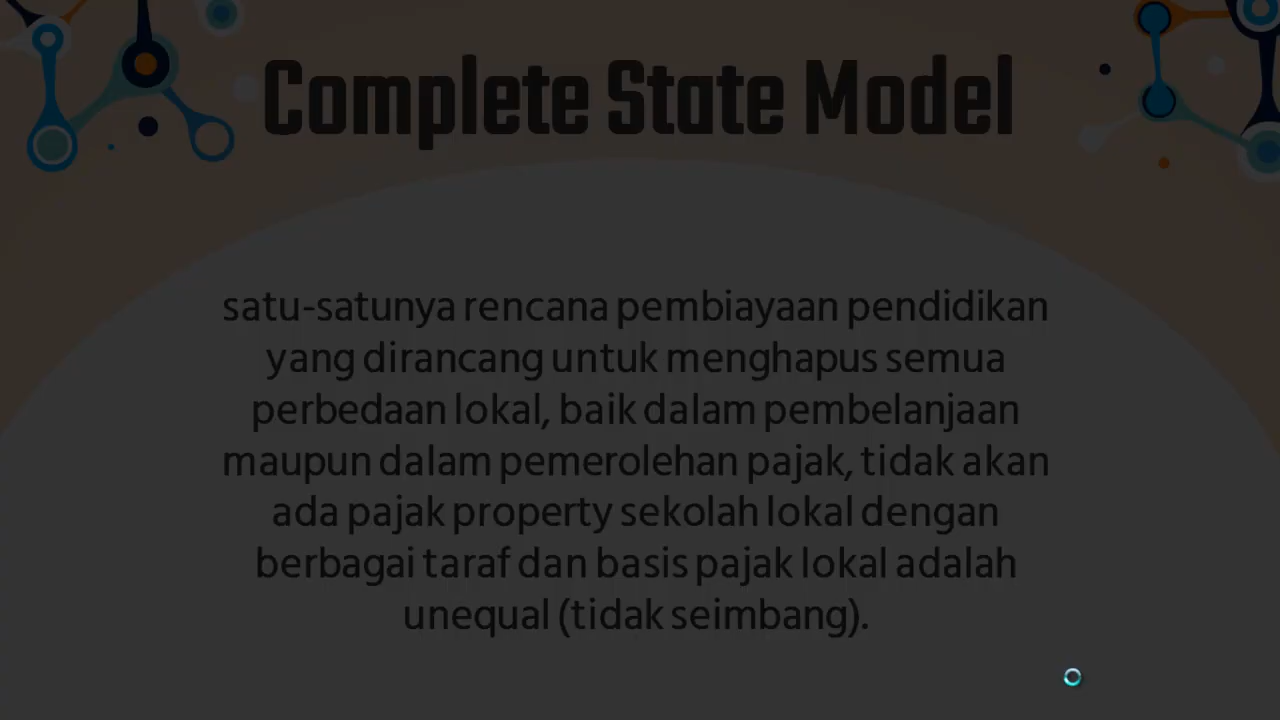 Complete State Model
satu-satunya rencana pembiayaan pendidikan
yang dirancang untuk menghapus semua
perbedaan lokal, baik dalam pembelanjaan
maupun dalam pemerolehan pajak, tidak akan
ada pajak property sekolah lokal dengan
berbagai taraf dan basis pajak lokal adalah
unequal (tidak seimbang).